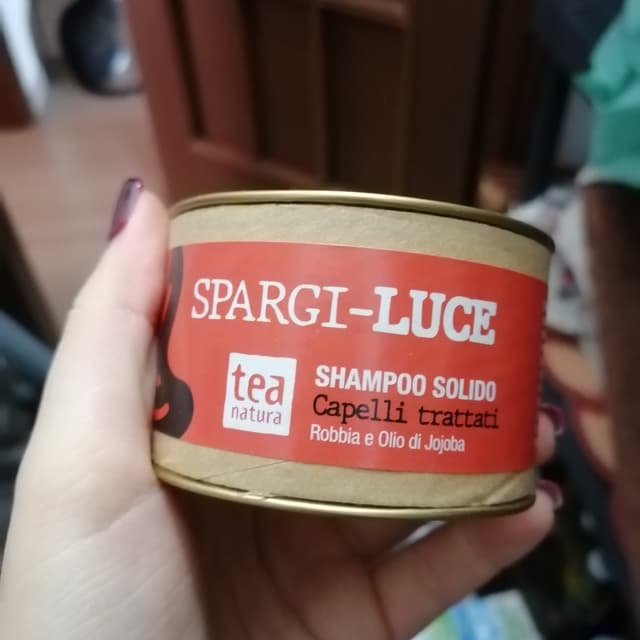 SPARGI-LUCE
tea
natura
SHAMPOO SOLIDO
Capelli trattati
Robbia e Olio di Jojoba